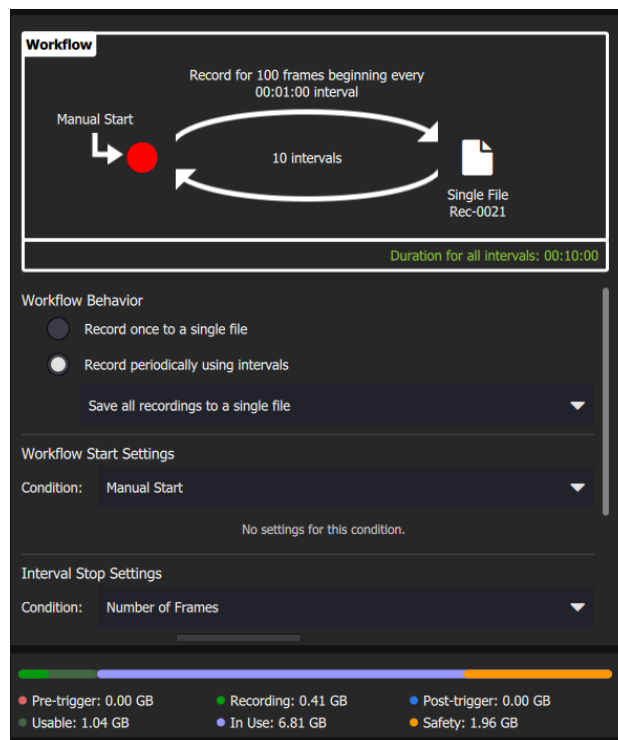 Workflow
Record for 100 frames beginning every
00:01:00 interval
Manual Start
10 intervals
Single File
Rec-0021
Duration for all intervals: 00:10:00
Workflow Behavior
Record once to a single file
Record periodically using intervals
Save all recordings to a single file
Workflow Start Settings
Condition: Manual Start
No settings for this condition.
Interval Stop Settings
Condition: Number of Frames
Pre-trigger: 0.00 GB Recording: 0.41 GB Post-trigger: 0.00 GB
Usable: 1.04 GB In Use: 6.81 GB Safety: 1.96 GB